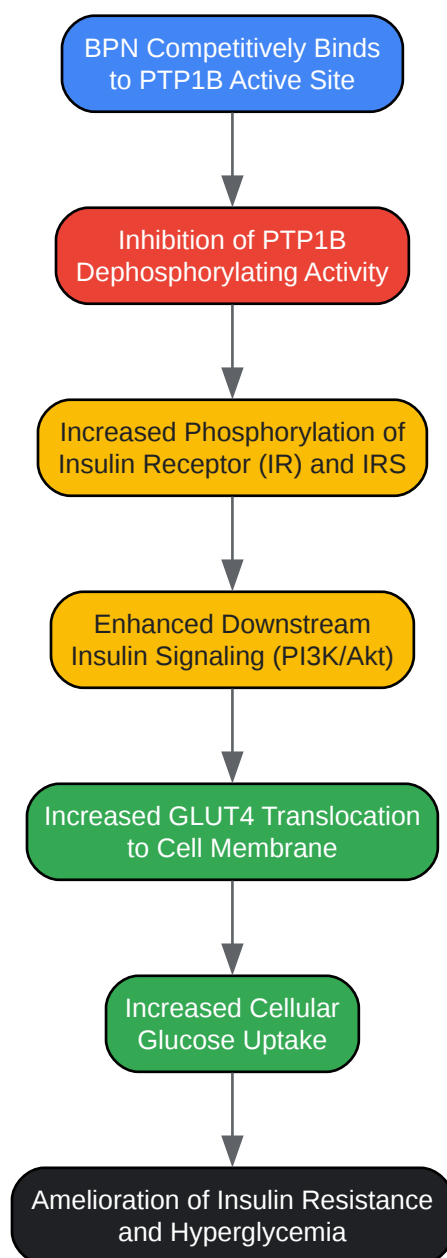 BPN Competitively Binds
to PTP1B Active Site
Inhibition of PTP1B
Dephosphorylating Activity
Increased Phosphorylation of
Insulin Receptor (IR) and IRS
Enhanced Downstream
Insulin Signaling (PI3K/Akt)
Increased GLUT4 Translocation
to Cell Membrane
Increased Cellular
Glucose Uptake
Amelioration of Insulin Resistance
and Hyperglycemia